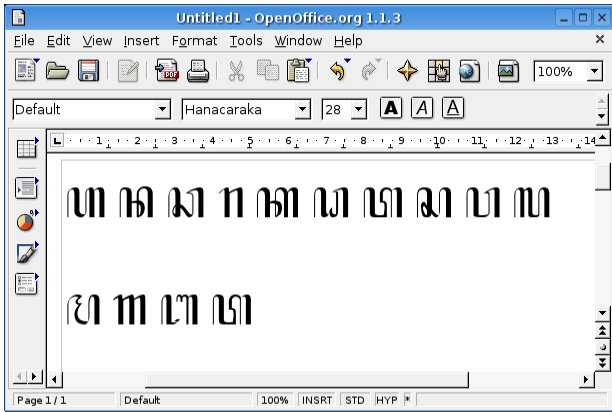 Untitled1 - OpenOffice.org 1.1.3
File Edit View Insert Format Tools Window Help
100%
Default Hanacaraka 28 A A A
1 2 3 4 5 6 7 8 9 10 11 12 13 14
ꦲ ꦤ ꦕ ꦫ ꦏ ꦢ ꦠ ꦱ ꦮ ꦭ
Page 1 / 1 Default 100% INSRT STD HYP *